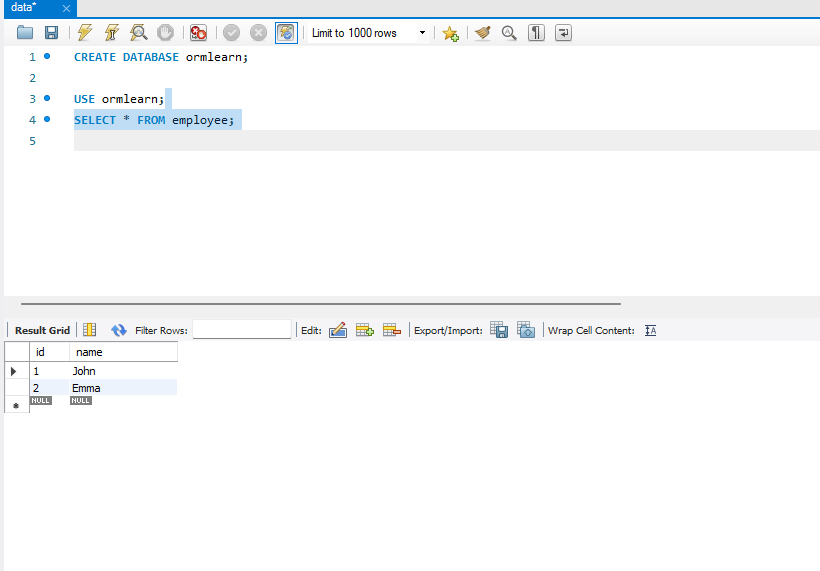 data*
Limit to 1000 rows
1 CREATE DATABASE ormlearn;
2
3 USE ormlearn;
4 SELECT * FROM employee;
5
Result Grid Filter Rows: Edit: Export/Import: Wrap Cell Content:
id name
1 John
2 Emma
NULL NULL